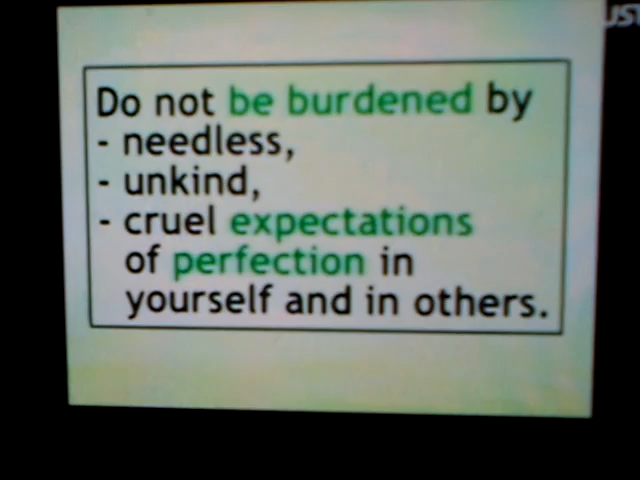 Do not be burdened by
- needless,
- unkind,
- cruel expectations
of perfection in
yourself and in others.